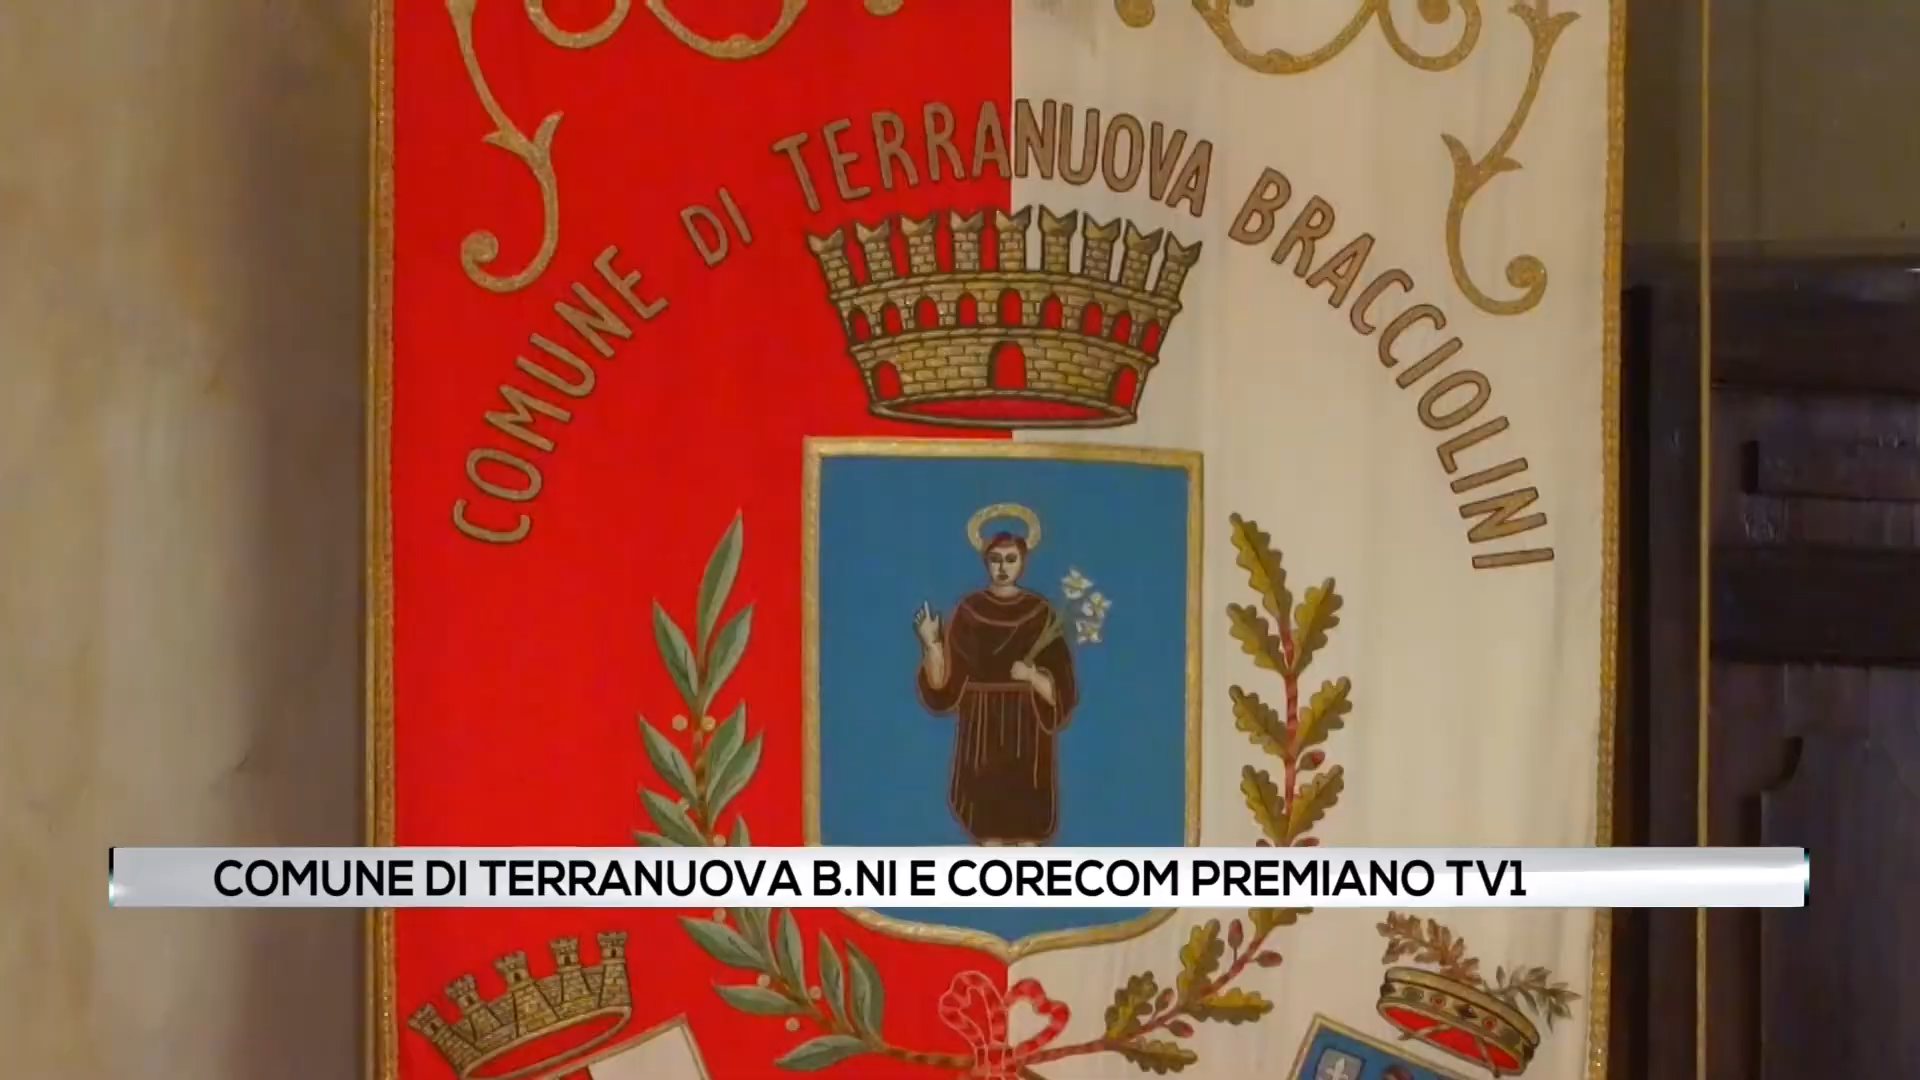 COMUNE DI TERRANUOVA BRACCIOLINI
COMUNE DI TERRANUOVA B.NI E CORECOM PREMIANO TV1